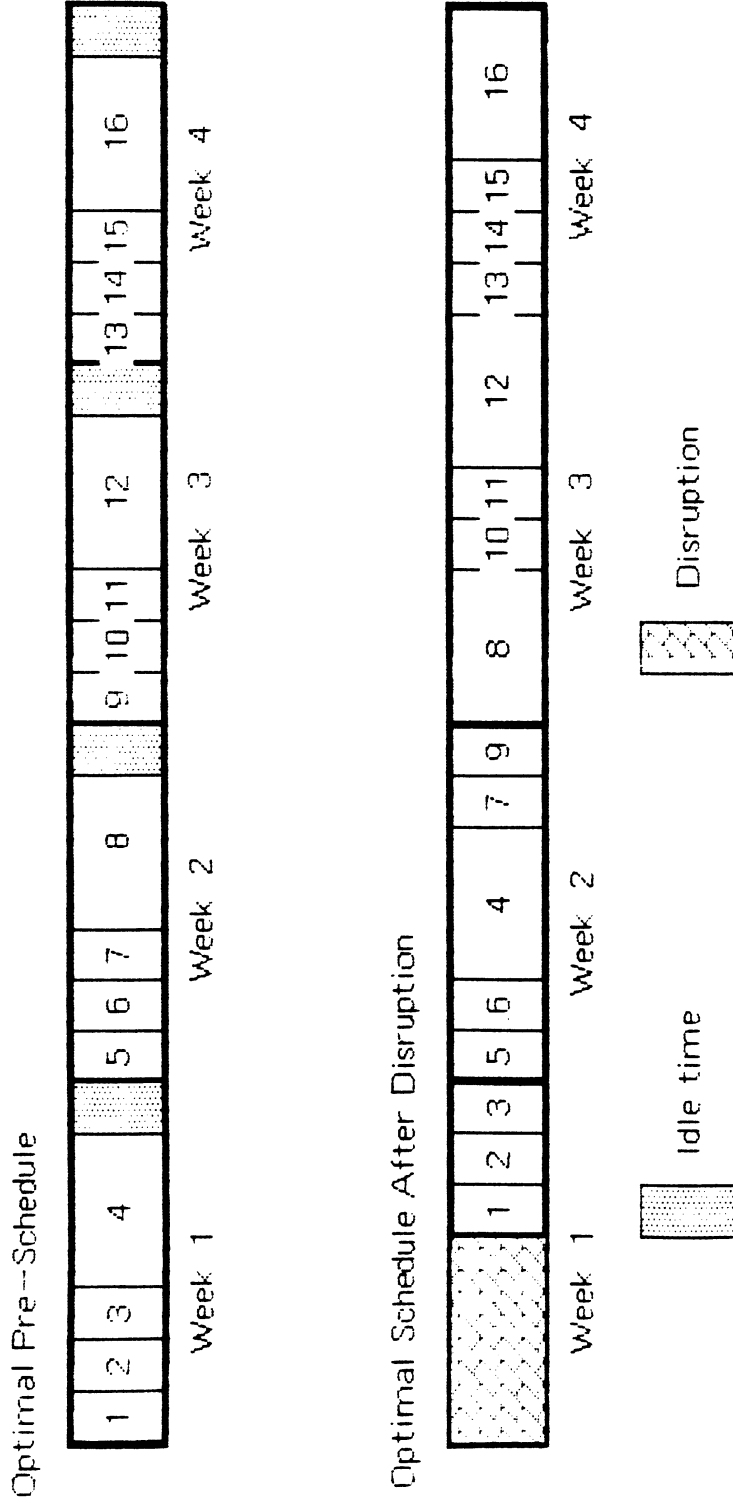 Optimal Pre-Schedule
1 2 3 4 5 6 7 8 9 10 11 12 13 14 15 16
Week 1 Week 2 Week 3 Week 4
Optimal Schedule After Disruption
1 2 3 5 6 4 7 9 8 10 11 12 13 14 15 16
Week 1 Week 2 Week 3 Week 4
Idle time Disruption